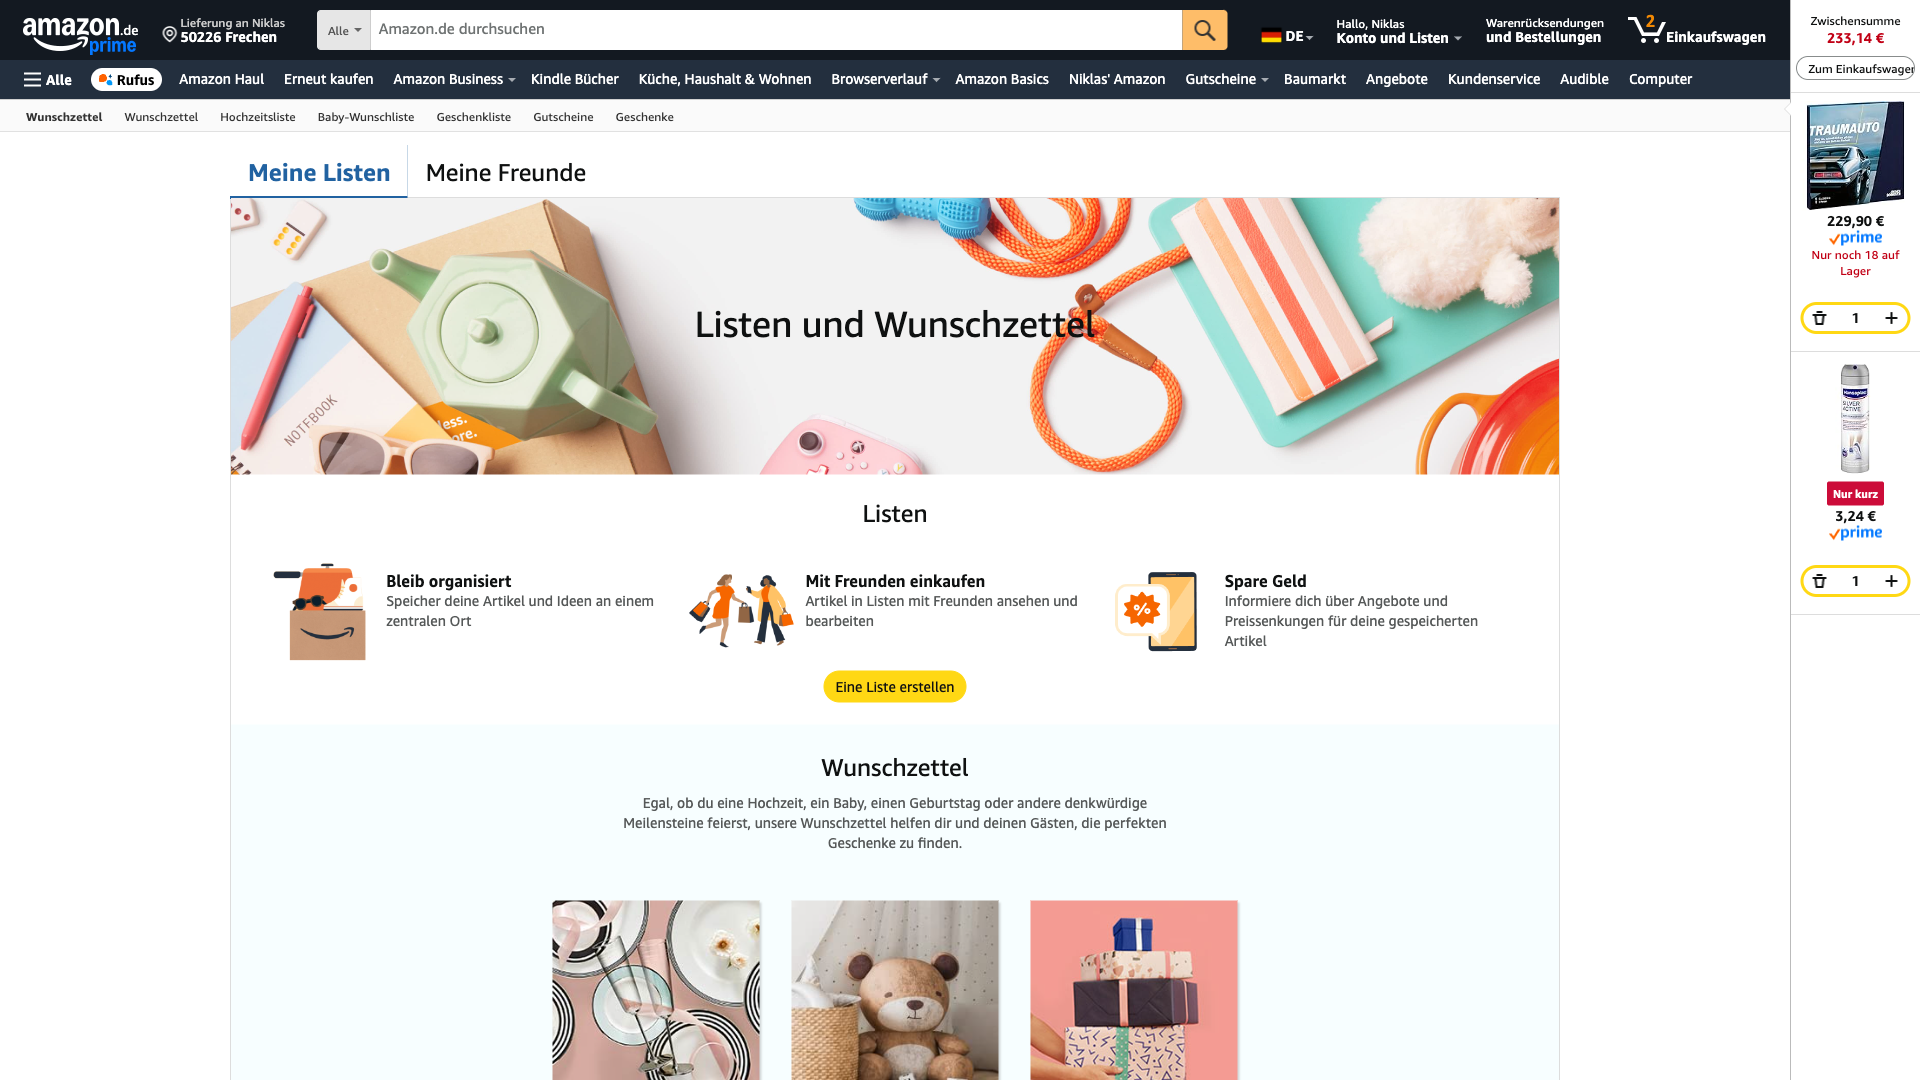 amazon.de
prime
Lieferung an Niklas
50226 Frechen
Alle
Amazon.de durchsuchen
DE
Hallo, Niklas
Konto und Listen
Warenrücksendungen
und Bestellungen
2
Einkaufswagen
Alle
Rufus
Amazon Haul
Erneut kaufen
Amazon Business
Kindle Bücher
Küche, Haushalt & Wohnen
Browserverlauf
Amazon Basics
Niklas' Amazon
Gutscheine
Baumarkt
Angebote
Kundenservice
Audible
Computer
Wunschzettel
Wunschzettel
Hochzeitsliste
Baby-Wunschliste
Geschenkliste
Gutscheine
Geschenke
Meine Listen
Meine Freunde
Listen und Wunschzettel
NOTEBOOK
less.
ore.
Listen
Bleib organisiert
Speicher deine Artikel und Ideen an einem
zentralen Ort
Mit Freunden einkaufen
Artikel in Listen mit Freunden ansehen und
bearbeiten
%
Spare Geld
Informiere dich über Angebote und
Preissenkungen für deine gespeicherten
Artikel
Eine Liste erstellen
Wunschzettel
Egal, ob du eine Hochzeit, ein Baby, einen Geburtstag oder andere denkwürdige
Meilensteine feierst, unsere Wunschzettel helfen dir und deinen Gästen, die perfekten
Geschenke zu finden.
Zwischensumme
233,14 €
Zum Einkaufswagen
TRAUMAUTO
229,90 €
prime
Nur noch 18 auf
Lager
1
Hansaplast
SILVER
ACTIVE
Nur kurz
3,24 €
prime
1